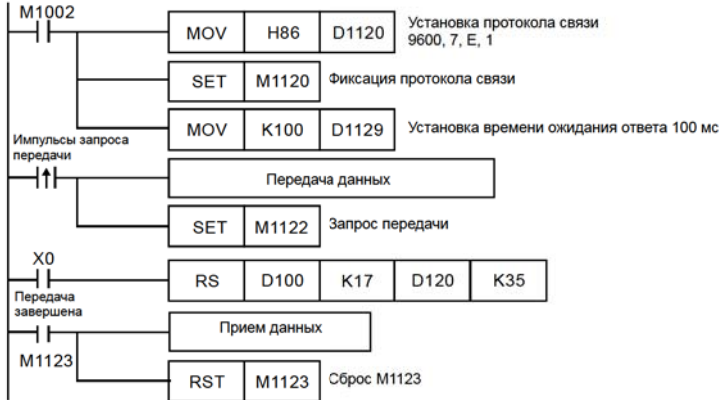 M1002
MOV H86 D1120
Установка протокола связи
9600, 7, E, 1
SET M1120 Фиксация протокола связи
MOV K100 D1129 Установка времени ожидания ответа 100 мс
Импульсы запроса
передачи
Передача данных
SET M1122 Запрос передачи
X0
RS D100 K17 D120 K35
Передача
завершена
Прием данных
M1123
RST M1123 Сброс M1123